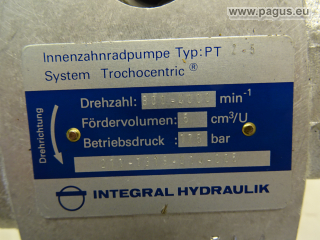 www.pagus.eu
Innenzahnradpumpe Typ: PT
System Trochocentric ®
Drehzahl: min⁻¹
Fördervolumen: cm³/U
Betriebsdruck: bar
Drehrichtung
INTEGRAL HYDRAULIK